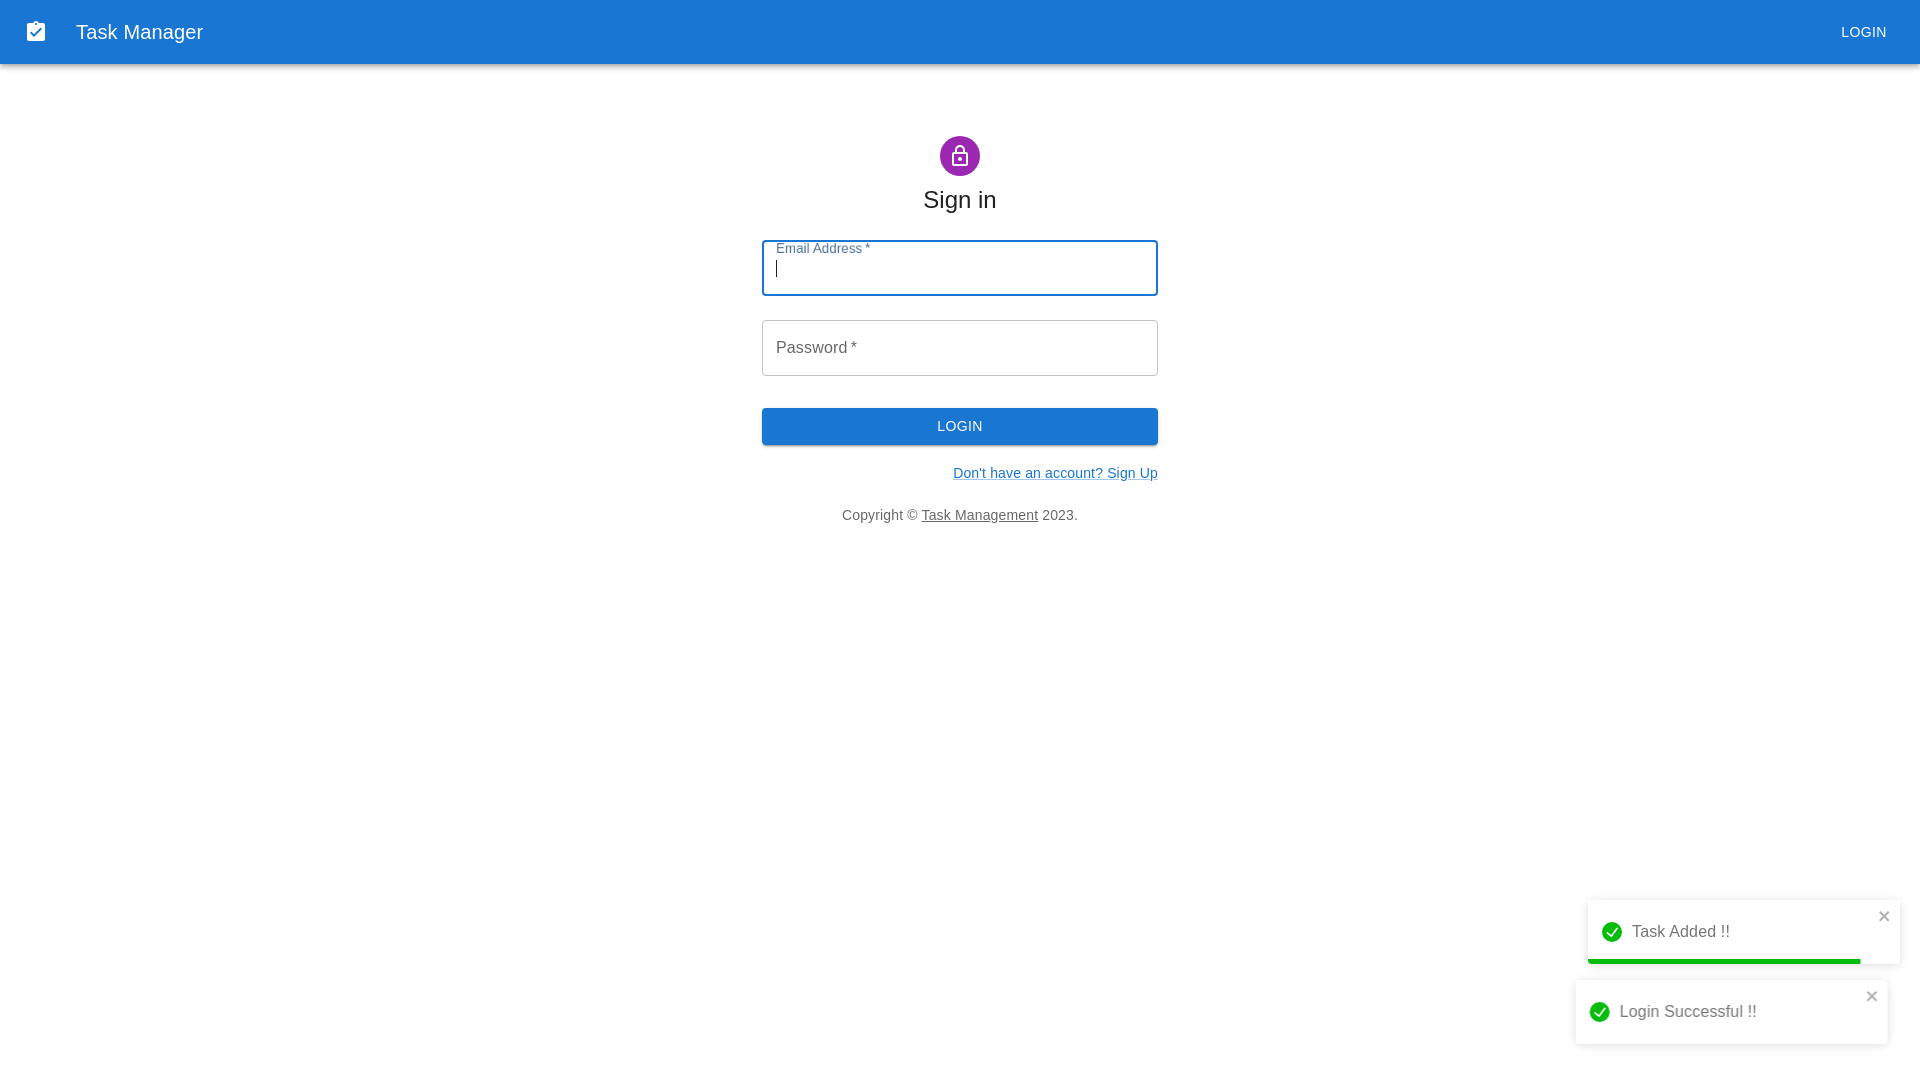 Task Manager
LOGIN
Sign in
Email Address *
Password *
LOGIN
Don't have an account? Sign Up
Copyright © Task Management 2023.
Task Added !!
Login Successful !!